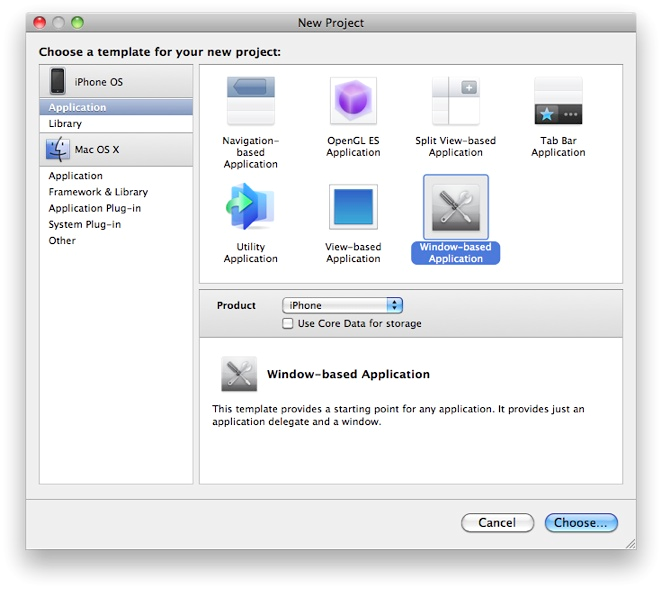 New Project
Choose a template for your new project:
iPhone OS
Application
Library
Mac OS X
Application
Framework & Library
Application Plug-in
System Plug-in
Other
Navigation-
based
Application
OpenGL ES
Application
Split View-based
Application
Tab Bar
Application
Utility
Application
View-based
Application
Window-based
Application
Product
iPhone
Use Core Data for storage
Window-based Application
This template provides a starting point for any application. It provides just an
application delegate and a window.
Cancel
Choose...